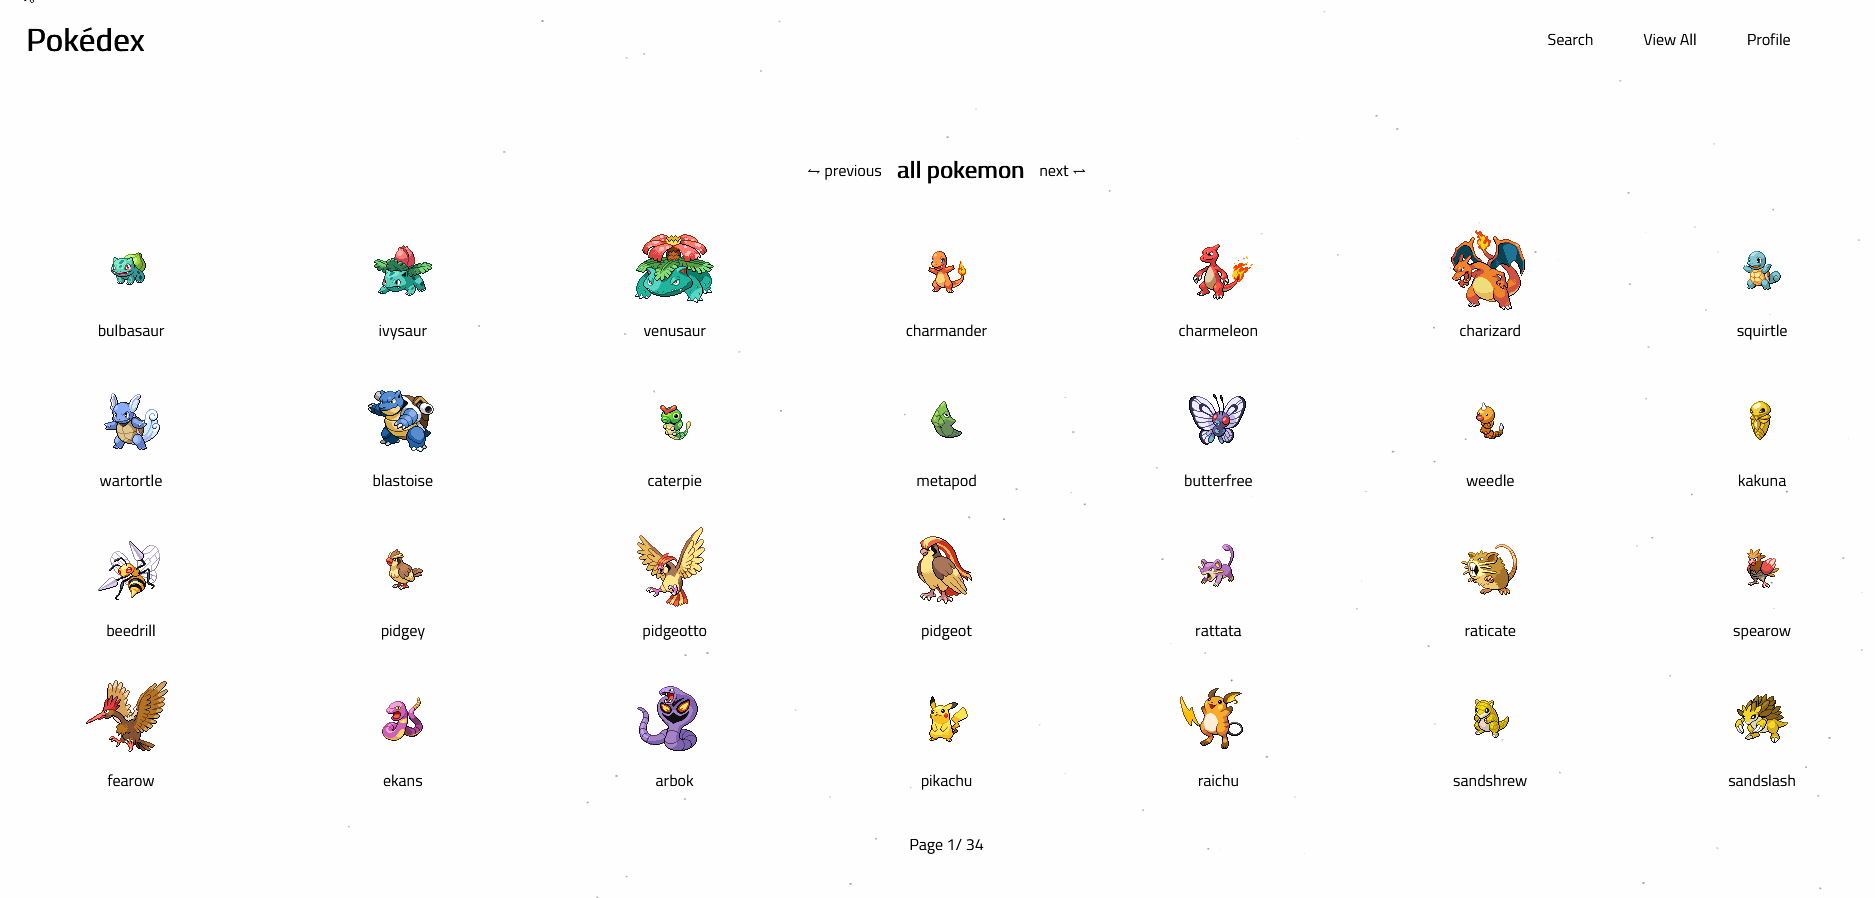 Pokédex Search View All Profile
← previous all pokemon next →
bulbasaur ivysaur venusaur charmander charmeleon charizard squirtle
wartortle blastoise caterpie metapod butterfree weedle kakuna
beedrill pidgey pidgeotto pidgeot rattata raticate spearow
fearow ekans arbok pikachu raichu sandshrew sandslash
Page 1/ 34